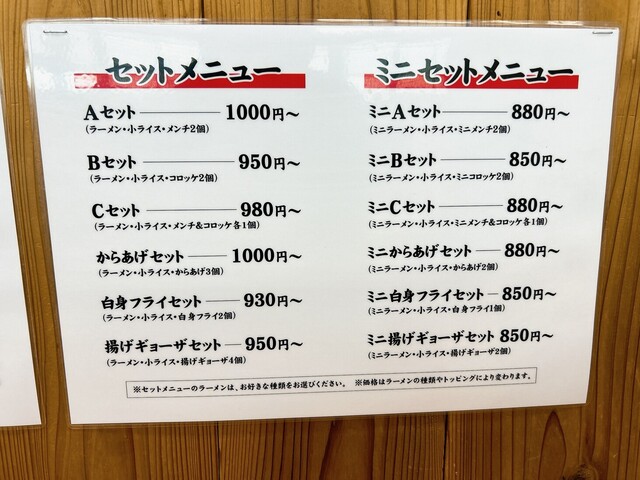 セットメニュー
Aセット 1000円〜
(ラーメン・小ライス・メンチ2個)
Bセット 950円〜
(ラーメン・小ライス・コロッケ2個)
Cセット 980円〜
(ラーメン・小ライス・メンチ&コロッケ各1個)
からあげセット 1000円〜
(ラーメン・小ライス・からあげ3個)
白身フライセット 930円〜
(ラーメン・小ライス・白身フライ2個)
揚げギョーザセット 950円〜
(ラーメン・小ライス・揚げギョーザ4個)
ミニセットメニュー
ミニAセット 880円〜
(ミニラーメン・小ライス・ミニメンチ2個)
ミニBセット 850円〜
(ミニラーメン・小ライス・ミニコロッケ2個)
ミニCセット 880円〜
(ミニラーメン・小ライス・ミニメンチ&コロッケ各1個)
ミニからあげセット 880円〜
(ミニラーメン・小ライス・からあげ2個)
ミニ白身フライセット 850円〜
(ミニラーメン・小ライス・白身フライ1個)
ミニ揚げギョーザセット 850円〜
(ミニラーメン・小ライス・揚げギョーザ2個)
※セットメニューのラーメンは、お好きな種類をお選びください。 ※価格はラーメンの種類やトッピングにより変わります。